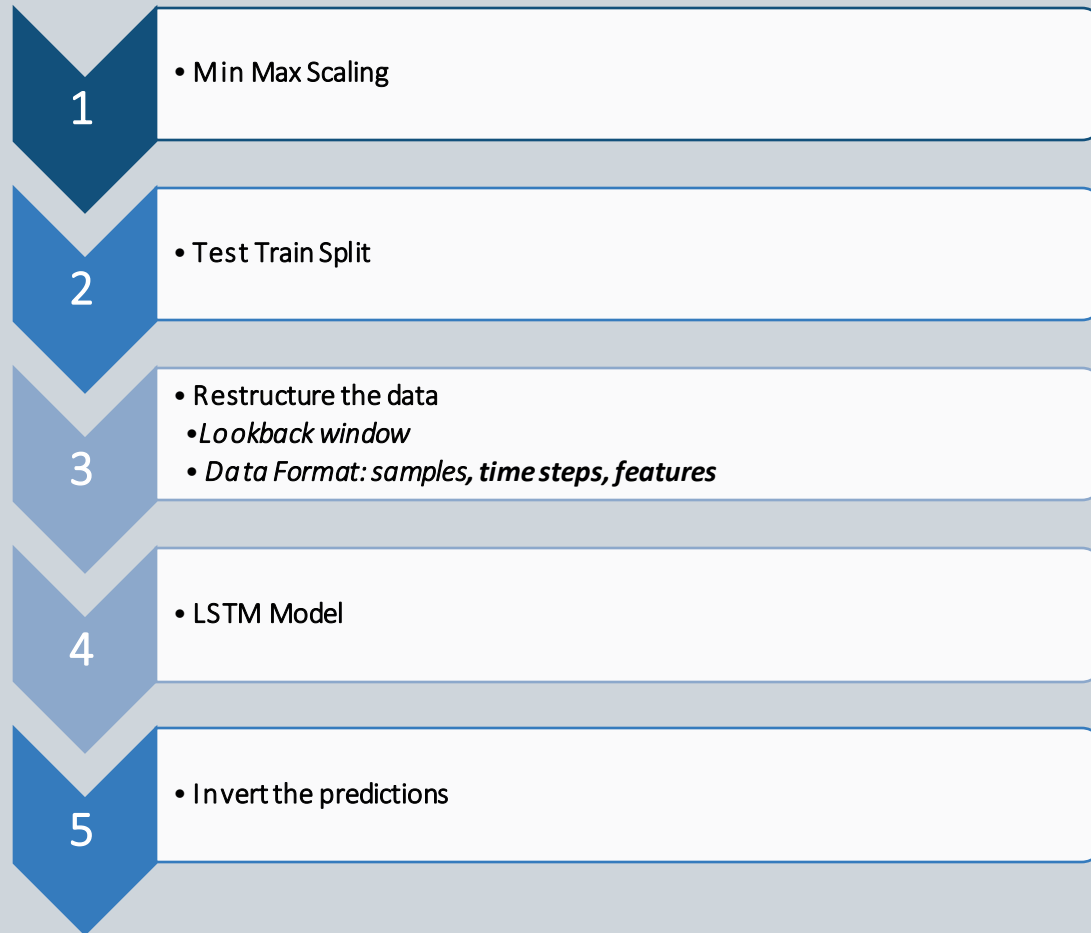 1
• Min Max Scaling
2
• Test Train Split
3
• Restructure the data
•Lookback window
• Data Format: samples, time steps, features
4
• LSTM Model
5
• Invert the predictions